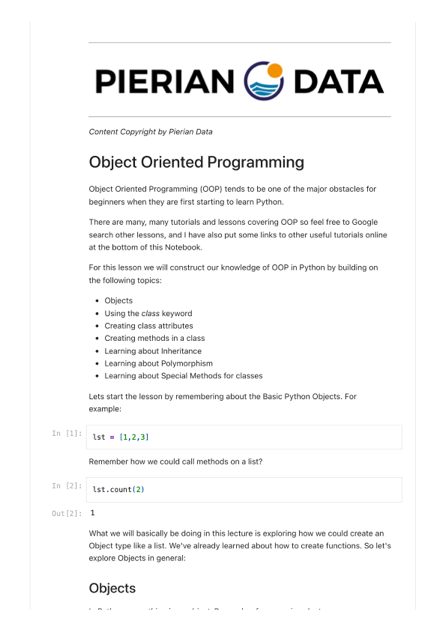 PIERIAN DATA
Content Copyright by Pierian Data
Object Oriented Programming
Object Oriented Programming (OOP) tends to be one of the major obstacles for
beginners when they are first starting to learn Python.
There are many, many tutorials and lessons covering OOP so feel free to Google
search other lessons, and I have also put some links to other useful tutorials online
at the bottom of this Notebook.
For this lesson we will construct our knowledge of OOP in Python by building on
the following topics:
• Objects
• Using the class keyword
• Creating class attributes
• Creating methods in a class
• Learning about Inheritance
• Learning about Polymorphism
• Learning about Special Methods for classes
Lets start the lesson by remembering about the Basic Python Objects. For
example:
In [1]: lst = [1,2,3]
Remember how we could call methods on a list?
In [2]: lst.count(2)
Out[2]: 1
What we will basically be doing in this lecture is exploring how we could create an
Object type like a list. We've already learned about how to create functions. So let's
explore Objects in general:
Objects